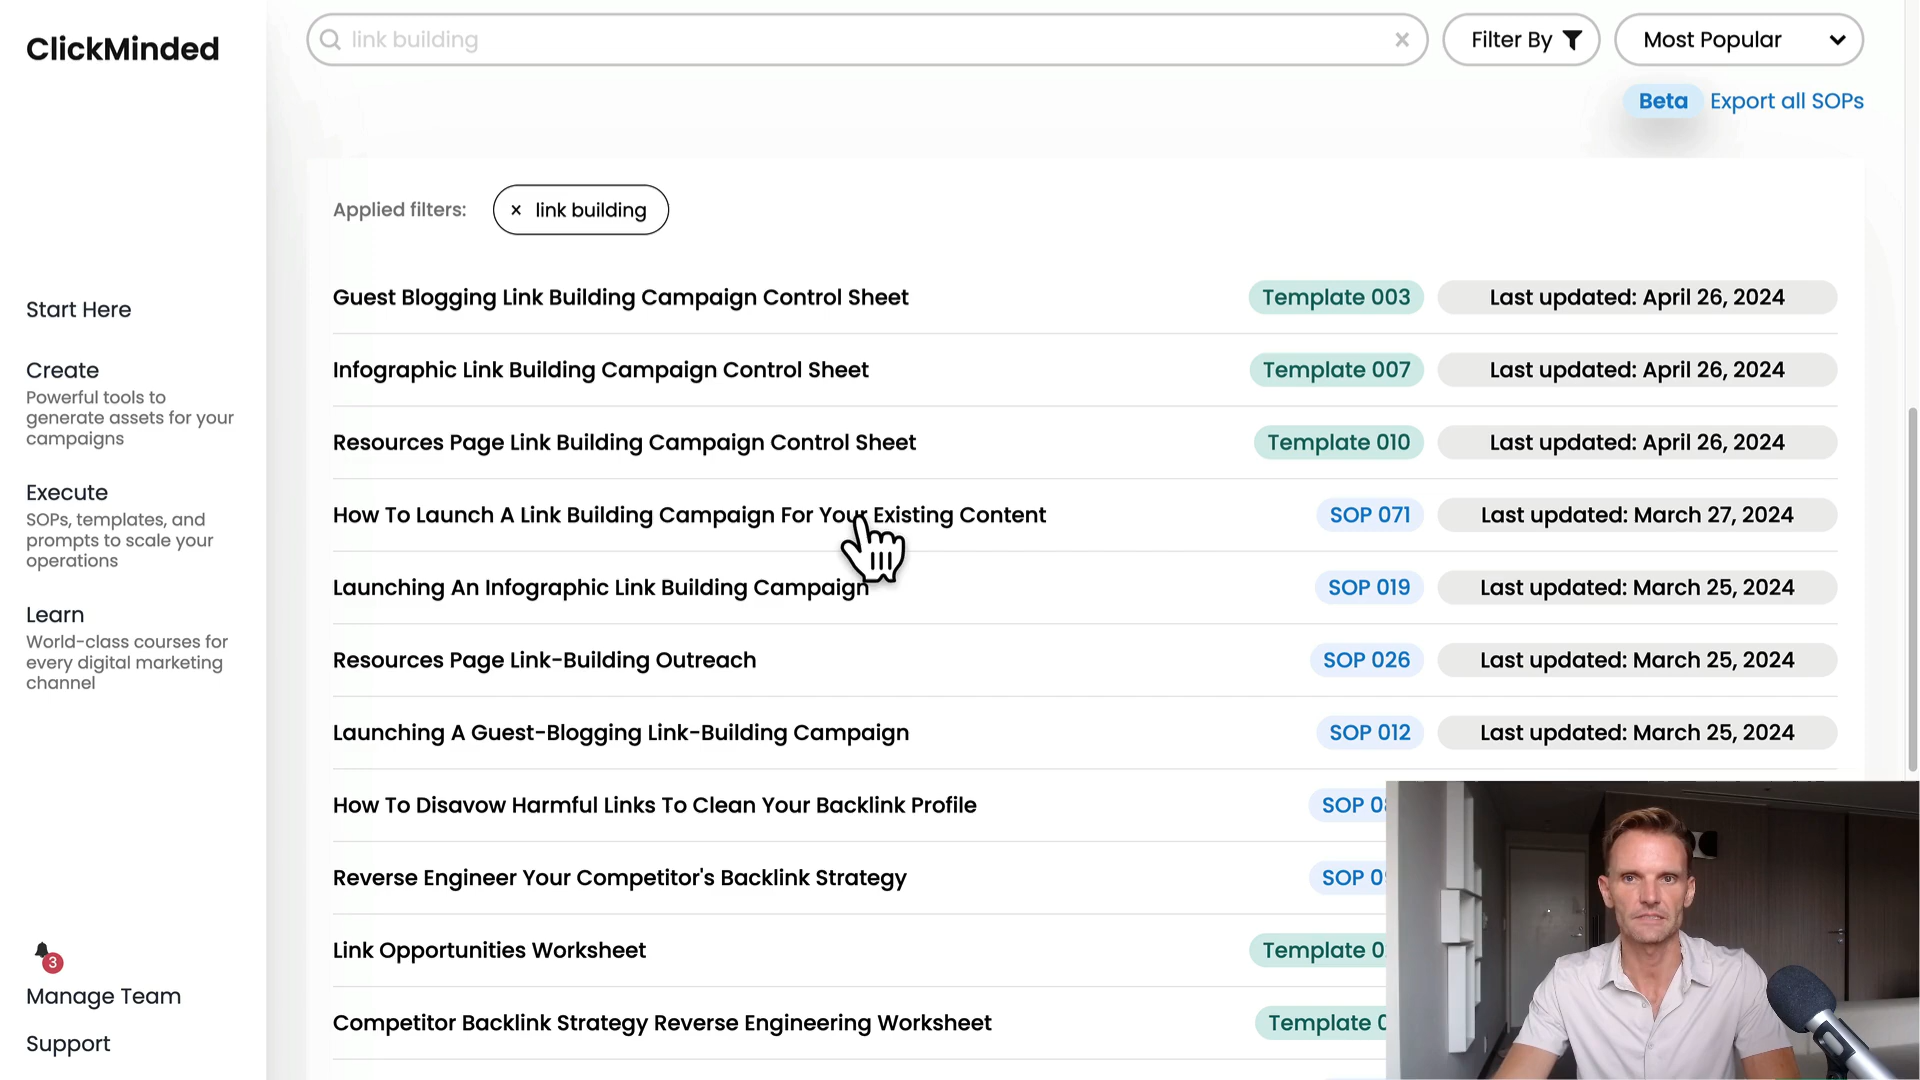 ClickMinded
link building
Filter By
Most Popular
Beta Export all SOPs
Applied filters: × link building
Guest Blogging Link Building Campaign Control Sheet Template 003 Last updated: April 26, 2024
Infographic Link Building Campaign Control Sheet Template 007 Last updated: April 26, 2024
Resources Page Link Building Campaign Control Sheet Template 010 Last updated: April 26, 2024
How To Launch A Link Building Campaign For Your Existing Content SOP 071 Last updated: March 27, 2024
Launching An Infographic Link Building Campaign SOP 019 Last updated: March 25, 2024
Resources Page Link-Building Outreach SOP 026 Last updated: March 25, 2024
Launching A Guest-Blogging Link-Building Campaign SOP 012 Last updated: March 25, 2024
How To Disavow Harmful Links To Clean Your Backlink Profile SOP
Reverse Engineer Your Competitor's Backlink Strategy SOP
Link Opportunities Worksheet Template
Competitor Backlink Strategy Reverse Engineering Worksheet Template
Start Here
Create
Powerful tools to
generate assets for your
campaigns
Execute
SOPs, templates, and
prompts to scale your
operations
Learn
World-class courses for
every digital marketing
channel
3
Manage Team
Support